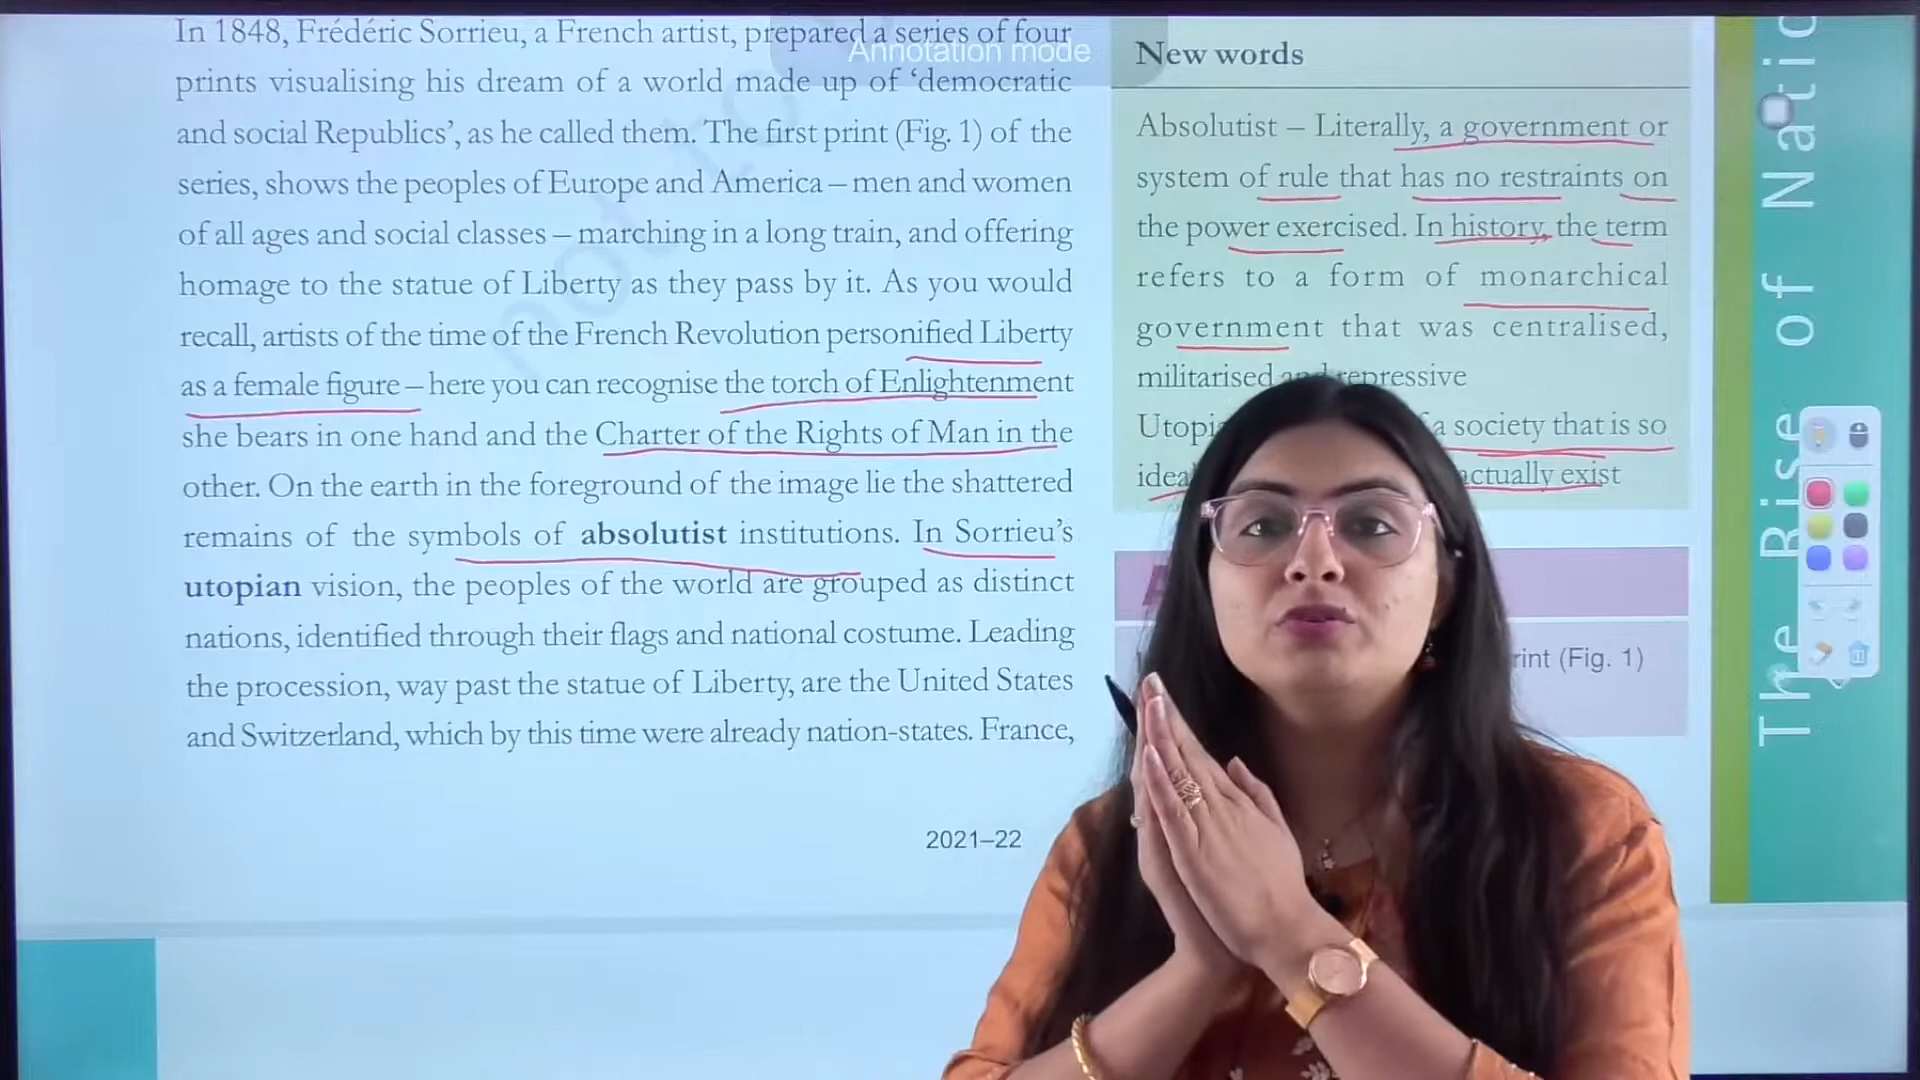 In 1848, Frédéric Sorrieu, a French artist, prepared a series of four
prints visualising his dream of a world made up of ‘democratic
and social Republics’, as he called them. The first print (Fig. 1) of the
series, shows the peoples of Europe and America – men and women
of all ages and social classes – marching in a long train, and offering
homage to the statue of Liberty as they pass by it. As you would
recall, artists of the time of the French Revolution personified Liberty
as a female figure – here you can recognise the torch of Enlightenment
she bears in one hand and the Charter of the Rights of Man in the
other. On the earth in the foreground of the image lie the shattered
remains of the symbols of absolutist institutions. In Sorrieu’s
utopian vision, the peoples of the world are grouped as distinct
nations, identified through their flags and national costume. Leading
the procession, way past the statue of Liberty, are the United States
and Switzerland, which by this time were already nation-states. France,
2021–22
Annotation mode
not to
New words
Absolutist – Literally, a government or
system of rule that has no restraints on
the power exercised. In history, the term
refers to a form of monarchical
government that was centralised,
militarised and repressive
a society that is so
exist
print (Fig. 1)
The Rise of Natio